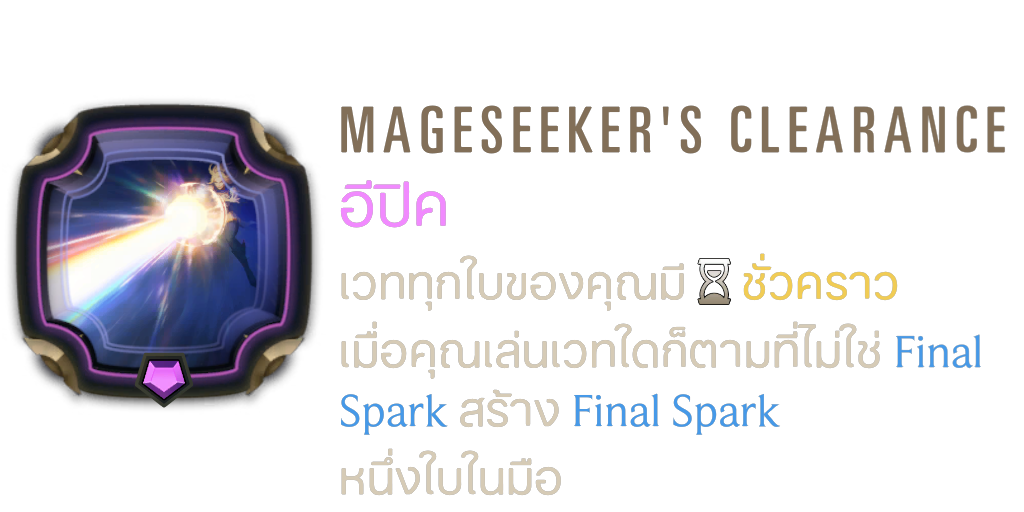 MAGESEEKER'S CLEARANCE
อีปิค
เวททุกใบของคุณมี ชั่วคราว
เมื่อคุณเล่นเวทใดก็ตามที่ไม่ใช่ Final
Spark สร้าง Final Spark
หนึ่งใบในมือ